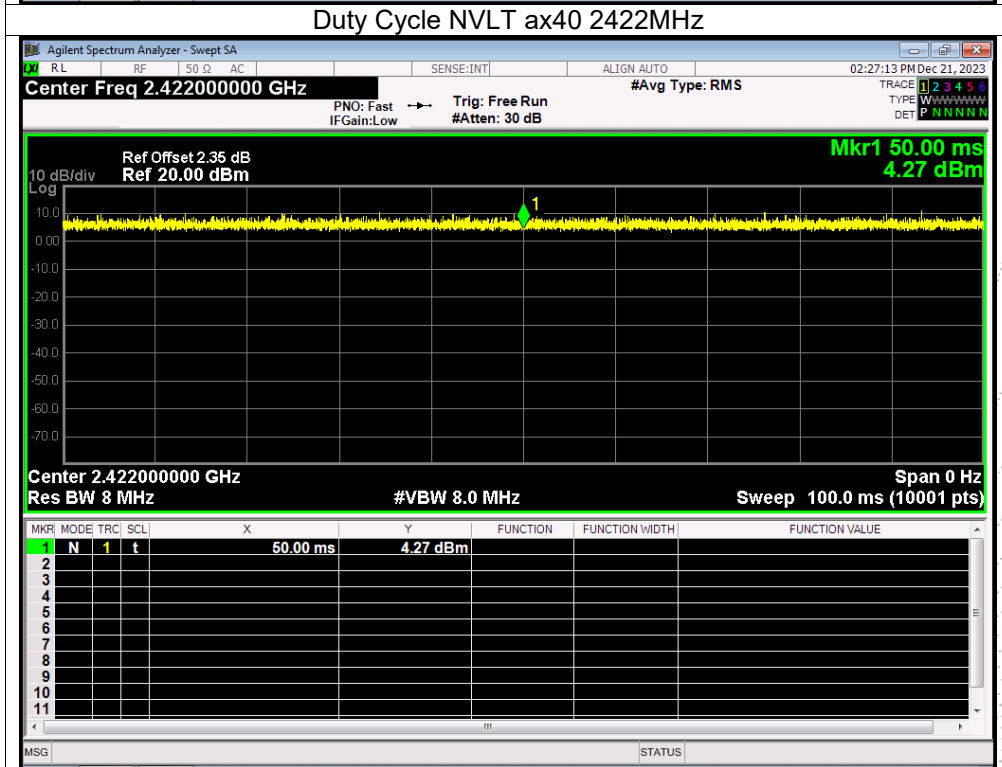 Duty Cycle NVLT ax40 2422MHz
Agilent Spectrum Analyzer - Swept SA
LXI RL RF 50 Ω AC SENSE:INT ALIGN AUTO 02:27:13 PM Dec 21, 2023
Center Freq 2.422000000 GHz #Avg Type: RMS TRACE 1 2 3 4 5 6
PNO: Fast Trig: Free Run TYPE WWWWWWW
IFGain:Low #Atten: 30 dB DET P N N N N N
Mkr1 50.00 ms
Ref Offset 2.35 dB
10 dB/div Ref 20.00 dBm 4.27 dBm
Log
1
10.0
0.00
-10.0
-20.0
-30.0
-40.0
-50.0
-60.0
-70.0
Center 2.422000000 GHz Span 0 Hz
Res BW 8 MHz #VBW 8.0 MHz Sweep 100.0 ms (10001 pts)
MKR MODE TRC SCL X Y FUNCTION FUNCTION WIDTH FUNCTION VALUE
1 N 1 t 50.00 ms 4.27 dBm
2
3
4
5
6
7
8
9
10
11
MSG STATUS